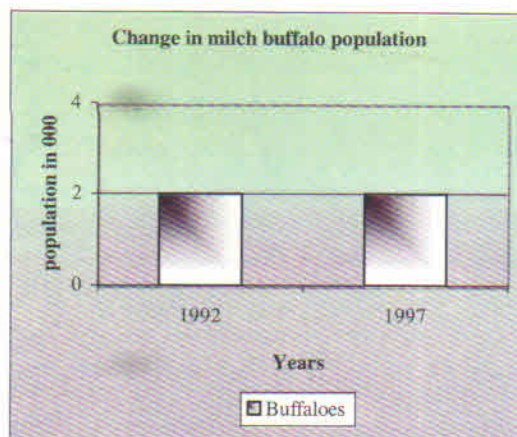 Change in milch buffalo population
population in 000
4
2
0
1992 1997
Years
Buffaloes